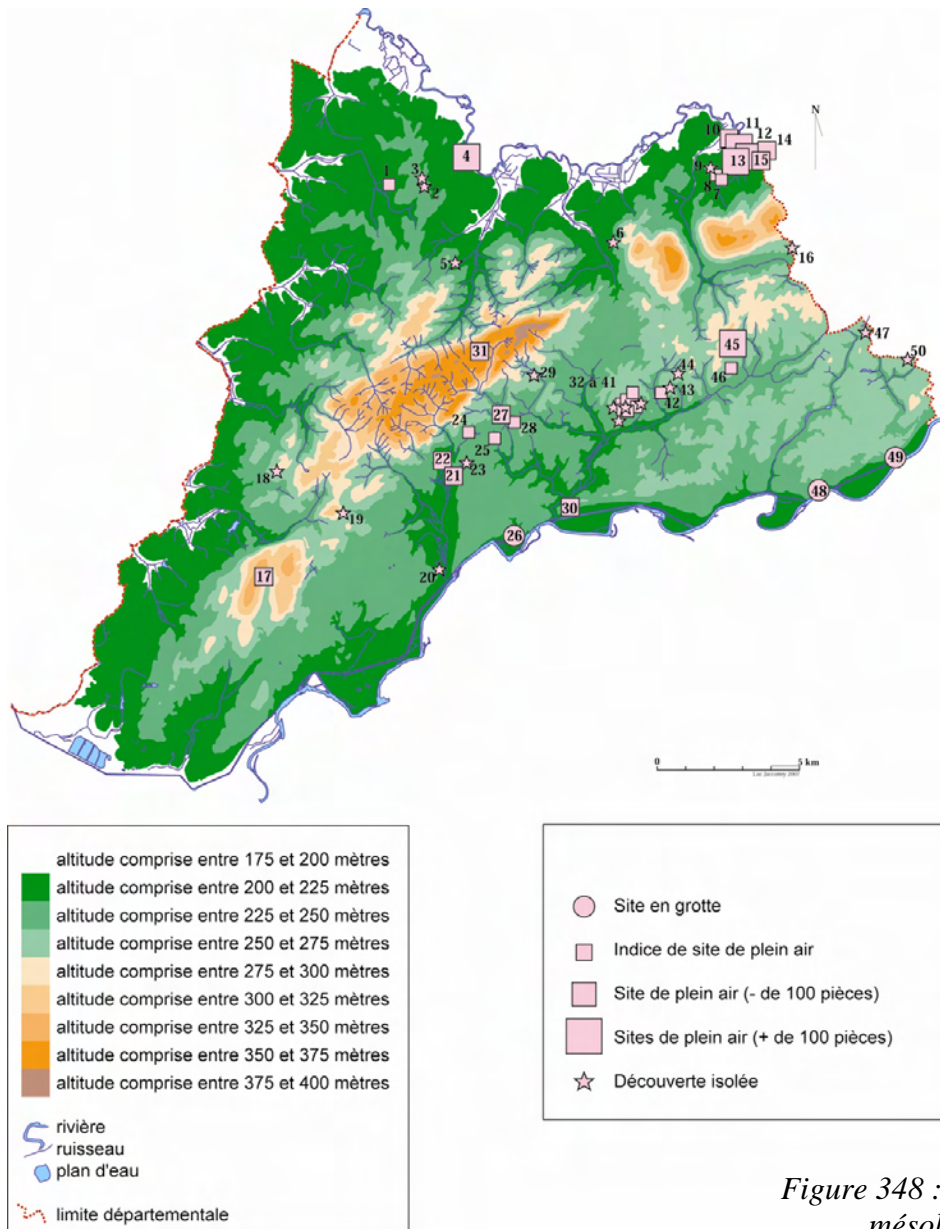 10
11
12
14
4
13
15
9
3
1
8
2
7
N
6
16
5
45
47
31
50
46
44
29
32 à 41
43
27
42
24
28
25
22
23
49
18
21
48
30
19
26
20
17
0
5 km
Luc Jaccottey 2007
altitude comprise entre 175 et 200 mètres
altitude comprise entre 200 et 225 mètres
altitude comprise entre 225 et 250 mètres
altitude comprise entre 250 et 275 mètres
altitude comprise entre 275 et 300 mètres
altitude comprise entre 300 et 325 mètres
altitude comprise entre 325 et 350 mètres
altitude comprise entre 350 et 375 mètres
altitude comprise entre 375 et 400 mètres
rivière
ruisseau
plan d'eau
limite départementale
Site en grotte
Indice de site de plein air
Site de plein air (- de 100 pièces)
Sites de plein air (+ de 100 pièces)
Découverte isolée
Figure 348 :
mésol